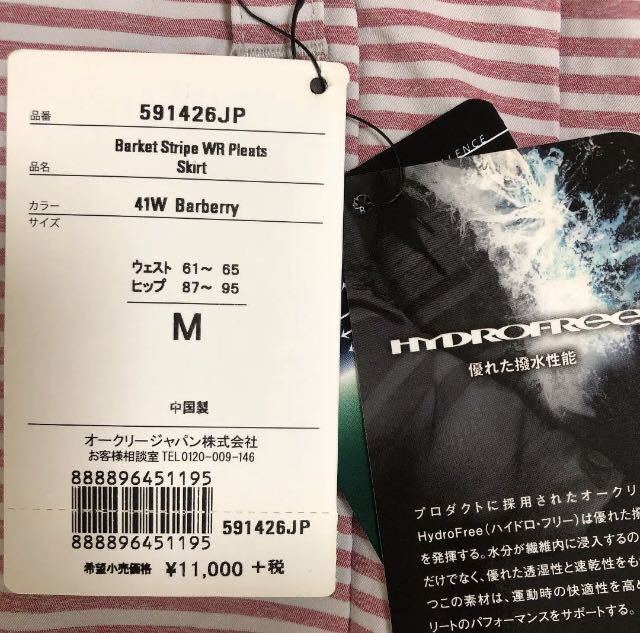 品番 591426JP
Barket Stripe WR Pleats
品名 Skirt
カラー 41W Barberry
サイズ
ウェスト 61～ 65
ヒップ 87～ 95
M
中国製
オークリージャパン株式会社
お客様相談室 TEL0120-009-146
888896451195
888896451195
591426JP
希望小売価格 ¥11,000 +税
HYDROFREE
優れた撥水性能
プロダクトに採用されたオークリ
HydroFree(ハイドロ・フリー)は優れた撥
を発揮する。水分が繊維内に浸入するの
だけでなく、優れた透湿性と速乾性をも
つこの素材は、運動時の快適性を高め
リートのパフォーマンスをサポートする。